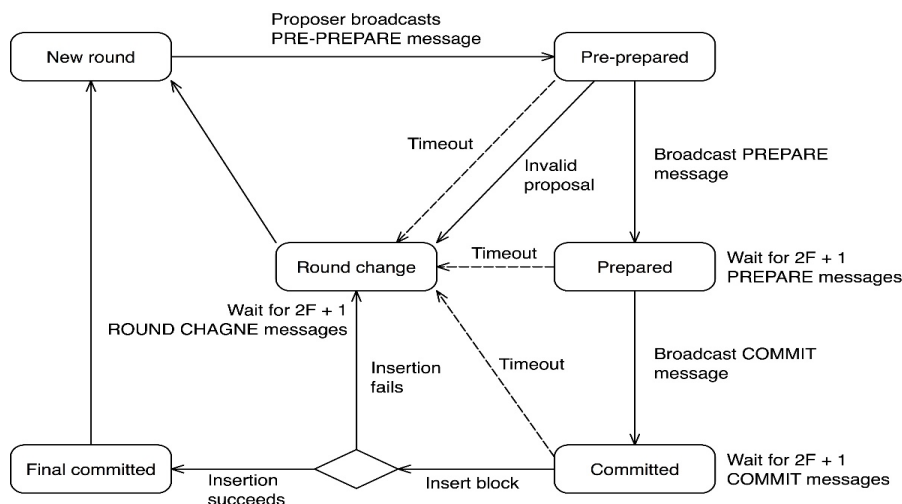 Proposer broadcasts
PRE-PREPARE message
New round
Pre-prepared
Timeout
Invalid
proposal
Broadcast PREPARE
message
Round change
Timeout
Prepared
Wait for 2F + 1
PREPARE messages
Wait for 2F + 1
ROUND CHAGNE messages
Insertion
fails
Timeout
Broadcast COMMIT
message
Final committed
Insertion
succeeds
Insert block
Committed
Wait for 2F + 1
COMMIT messages